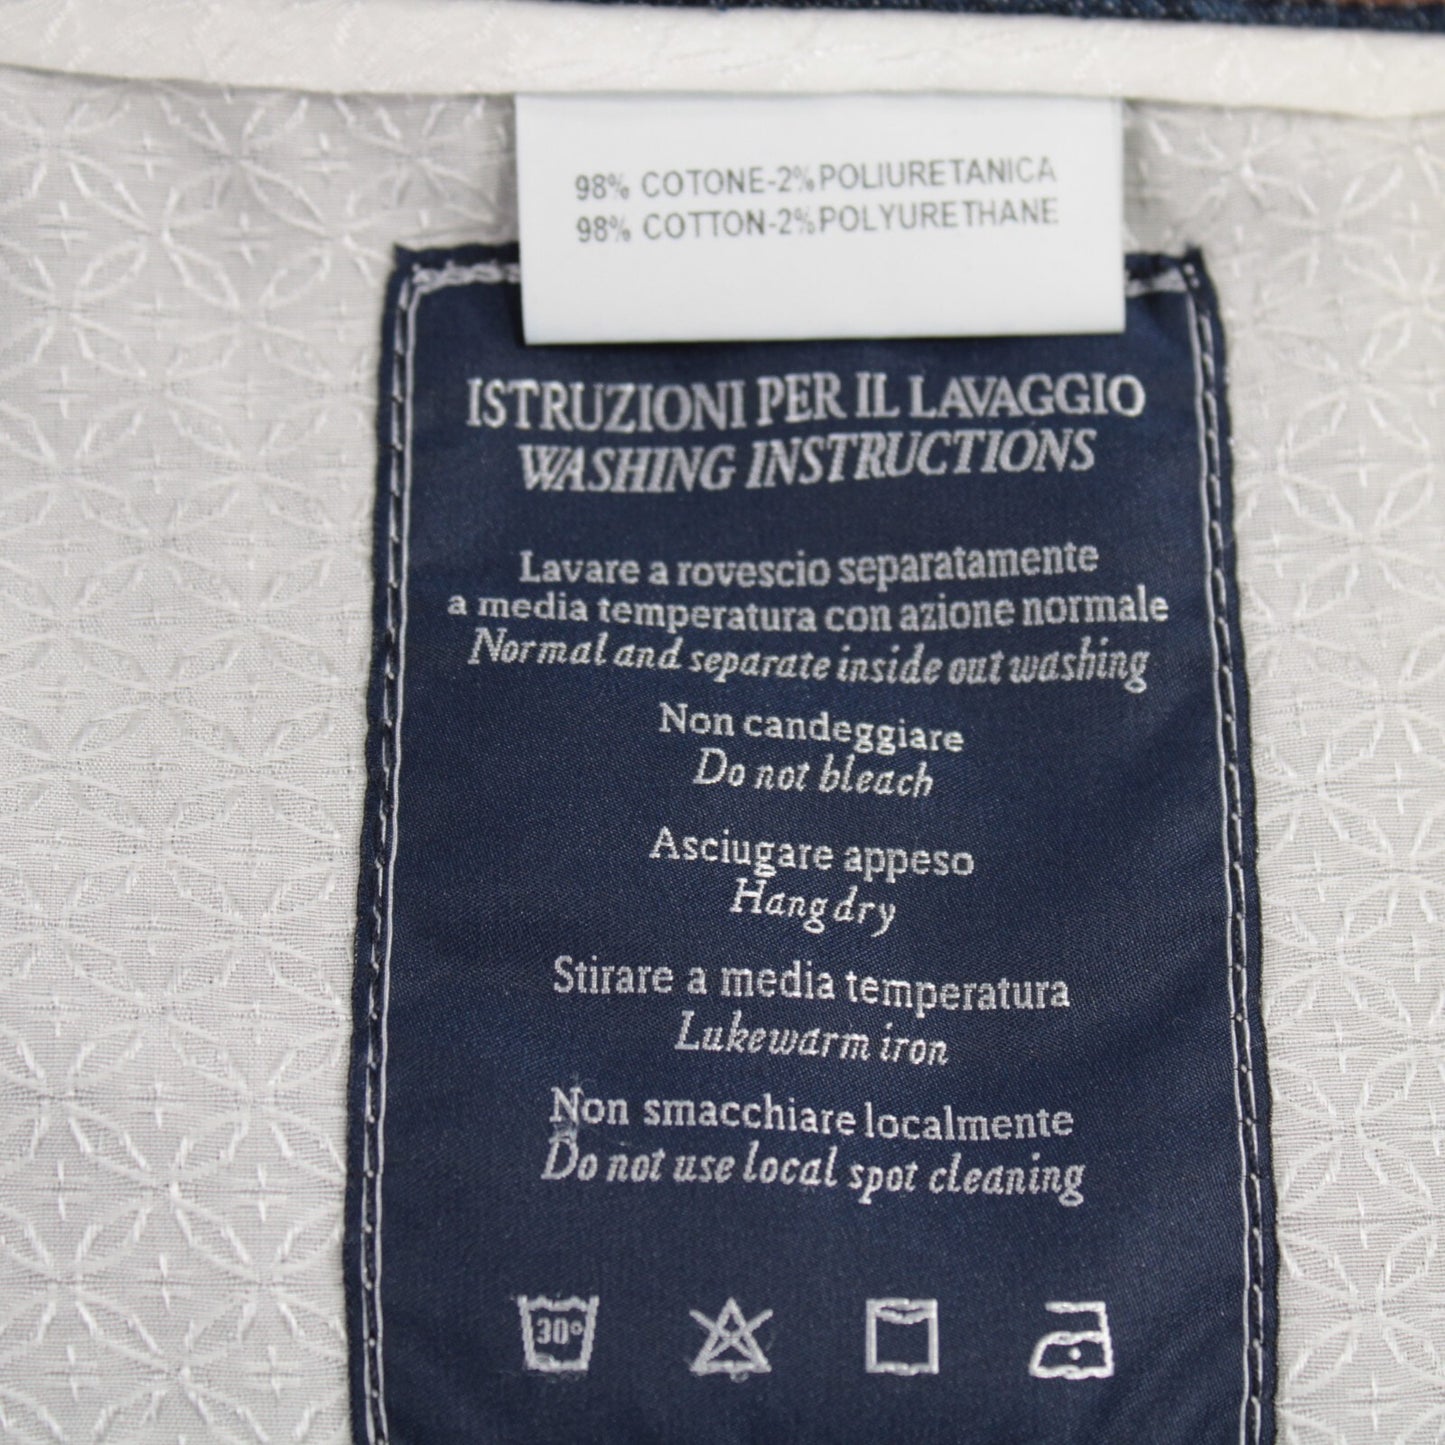 98% COTONE-2%POLIURETANICA
98% COTTON-2%POLYURETHANE
ISTRUZIONI PER IL LAVAGGIO
WASHING INSTRUCTIONS
Lavare a rovescio separatamente
a media temperatura con azione normale
Normal and separate inside out washing
Non candeggiare
Do not bleach
Asciugare appeso
Hang dry
Stirare a media temperatura
Lukewarm iron
Non smacchiare localmente
Do not use local spot cleaning
30°